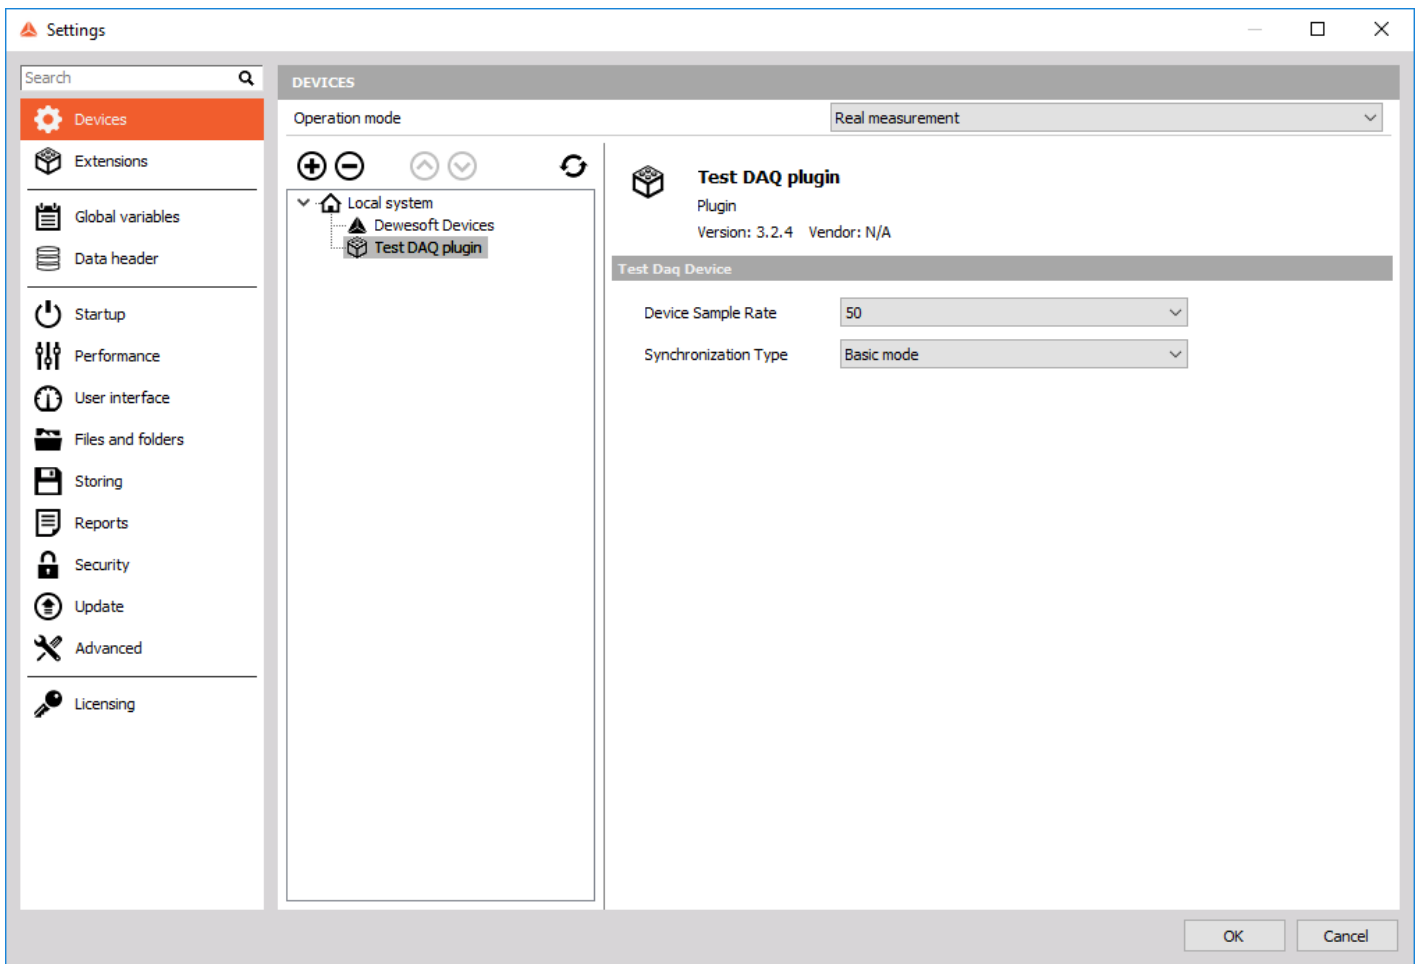 Settings
Search
Devices
Extensions
Global variables
Data header
Startup
Performance
User interface
Files and folders
Storing
Reports
Security
Update
Advanced
Licensing
DEVICES
Operation mode
Real measurement
Local system
Dewesoft Devices
Test DAQ plugin
Test DAQ plugin
Plugin
Version: 3.2.4 Vendor: N/A
Test Daq Device
Device Sample Rate
50
Synchronization Type
Basic mode
OK
Cancel